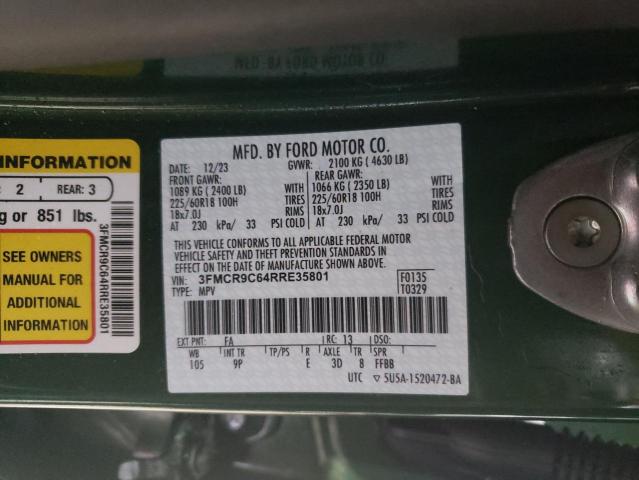 MFD. BY FORD MOTOR CO.
INFORMATION
: 2 REAR: 3
g or 851 lbs.
SEE OWNERS
MANUAL FOR
ADDITIONAL
INFORMATION
3FMCR9C64RRE35801
MFD. BY FORD MOTOR CO.
DATE: 12/23 GVWR: 2100 KG ( 4630 LB)
FRONT GAWR: REAR GAWR:
1089 KG ( 2400 LB) WITH 1066 KG ( 2350 LB) WITH
225/60R18 100H TIRES 225/60R18 100H TIRES
18x7.0J RIMS 18x7.0J RIMS
AT 230 kPa/ 33 PSI COLD AT 230 kPa/ 33 PSI COLD
THIS VEHICLE CONFORMS TO ALL APPLICABLE FEDERAL MOTOR
VEHICLE SAFETY AND THEFT PREVENTION STANDARDS IN EFFECT
ON THE DATE OF MANUFACTURE SHOWN ABOVE.
VIN: 3FMCR9C64RRE35801 F0135
TYPE: MPV T0329
EXT PNT: FA RC: 13 DSO:
WB INT TR TP/PS R AXLE TR SPR
105 9P E 3D 8 FFBB
UTC ▽ 5U5A-1520472-BA